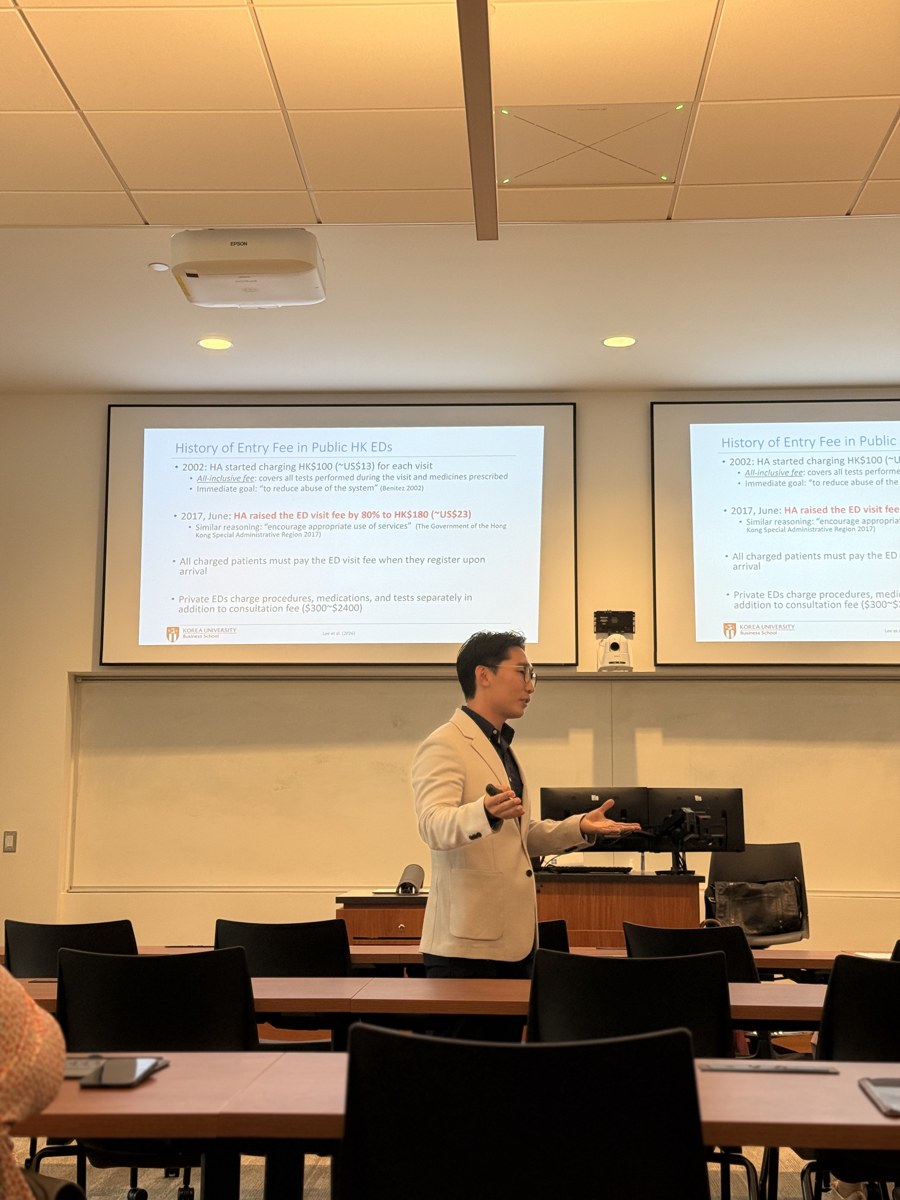 EPSON
History of Entry Fee in Public HK EDs
• 2002: HA started charging HK$100 (~US$13) for each visit
• All-inclusive fee: covers all tests performed during the visit and medicines prescribed
• Immediate goal: “to reduce abuse of the system” (Benitez 2002)
• 2017, June: HA raised the ED visit fee by 80% to HK$180 (~US$23)
• Similar reasoning: “encourage appropriate use of services” (The Government of the Hong
Kong Special Administrative Region 2017)
• All charged patients must pay the ED visit fee when they register upon
arrival
• Private EDs charge procedures, medications, and tests separately in
addition to consultation fee ($300~$2400)
KOREA UNIVERSITY
Business School
History of Entry Fee in Public
• 2002: HA started charging HK$100 (~U
• All-inclusive fee: covers all tests performe
• Immediate goal: “to reduce abuse of the
• 2017, June: HA raised the ED visit fee
• Similar reasoning: “encourage appropriat
Kong Special Administrative Region 2017)
All charged patients must pay the ED
arrival
Private EDs charge procedures, medi
addition to consultation fee ($300~$
KOREA UNIVERSITY
Business School